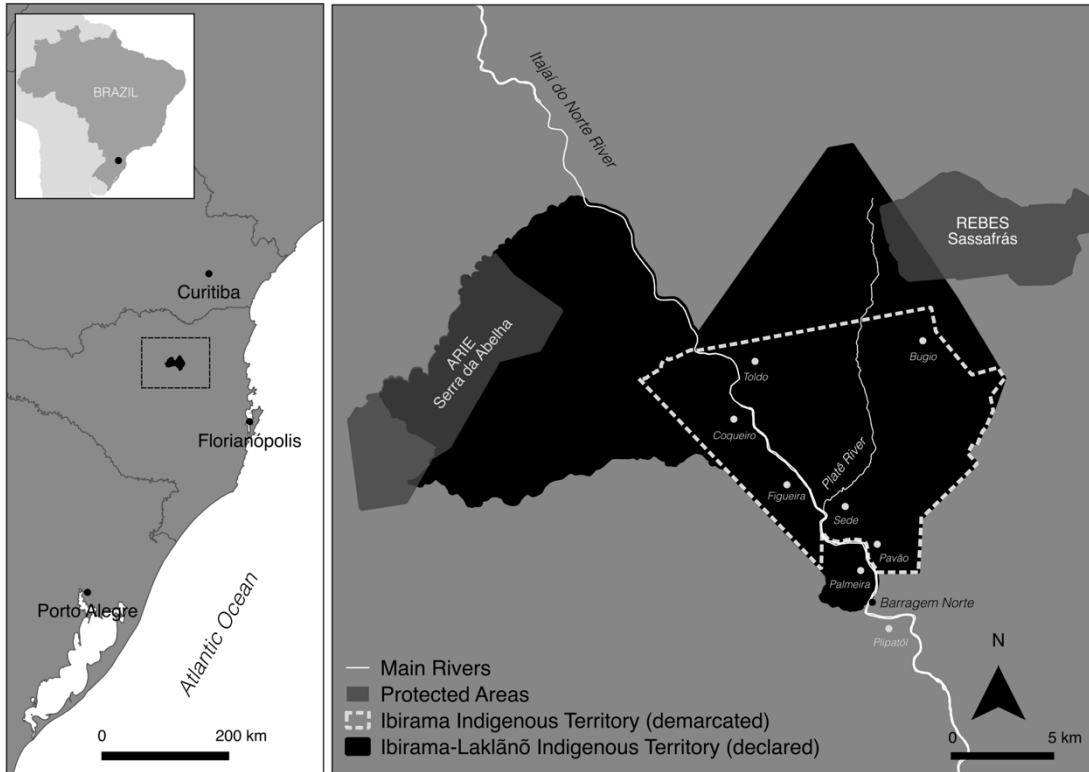 BRAZIL
Curitiba
Florianópolis
Porto Alegre
Atlantic Ocean
0 200 km
Itajaí do Norte River
REBES
Sassafrás
ARIE
Serra da Abelha
Bugio
Toldo
Coqueiro
Platê River
Figueira
Sede
Pavão
Palmeira
Barragem Norte
Plipatõl
N
Main Rivers
Protected Areas
Ibirama Indigenous Territory (demarcated)
Ibirama-Laklãnõ Indigenous Territory (declared)
0 5 km